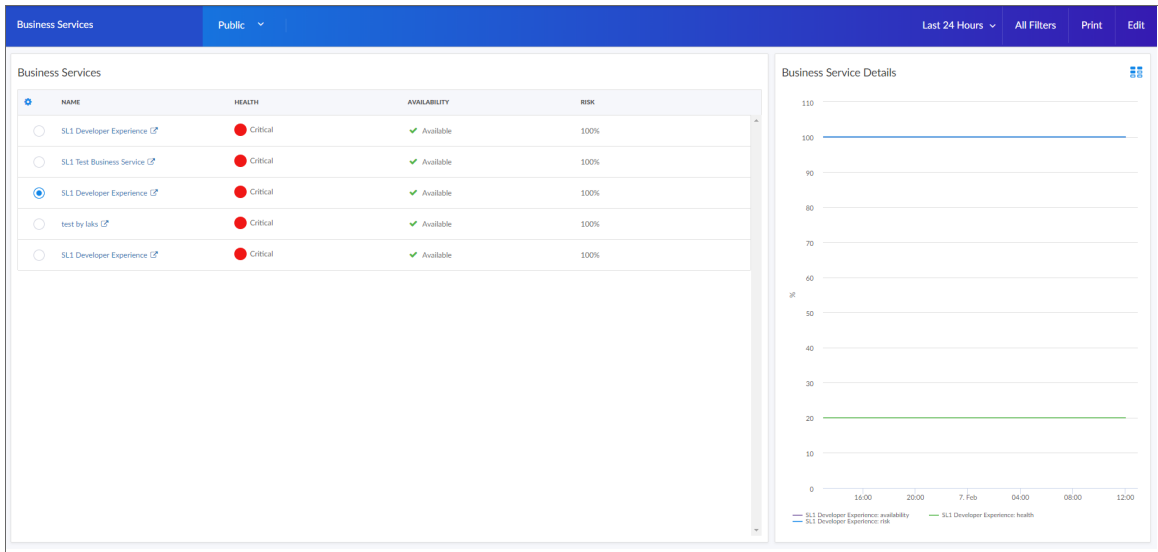 Business Services Public Last 24 Hours All Filters Print Edit
Business Services
NAME HEALTH AVAILABILITY RISK
SL1 Developer Experience Critical Available 100%
SL1 Test Business Service Critical Available 100%
SL1 Developer Experience Critical Available 100%
test by laks Critical Available 100%
SL1 Developer Experience Critical Available 100%
Business Service Details
110
100
90
80
70
60
%
50
40
30
20
10
0
16:00 20:00 7. Feb 04:00 08:00 12:00
SL1 Developer Experience: availability SL1 Developer Experience: health
SL1 Developer Experience: risk